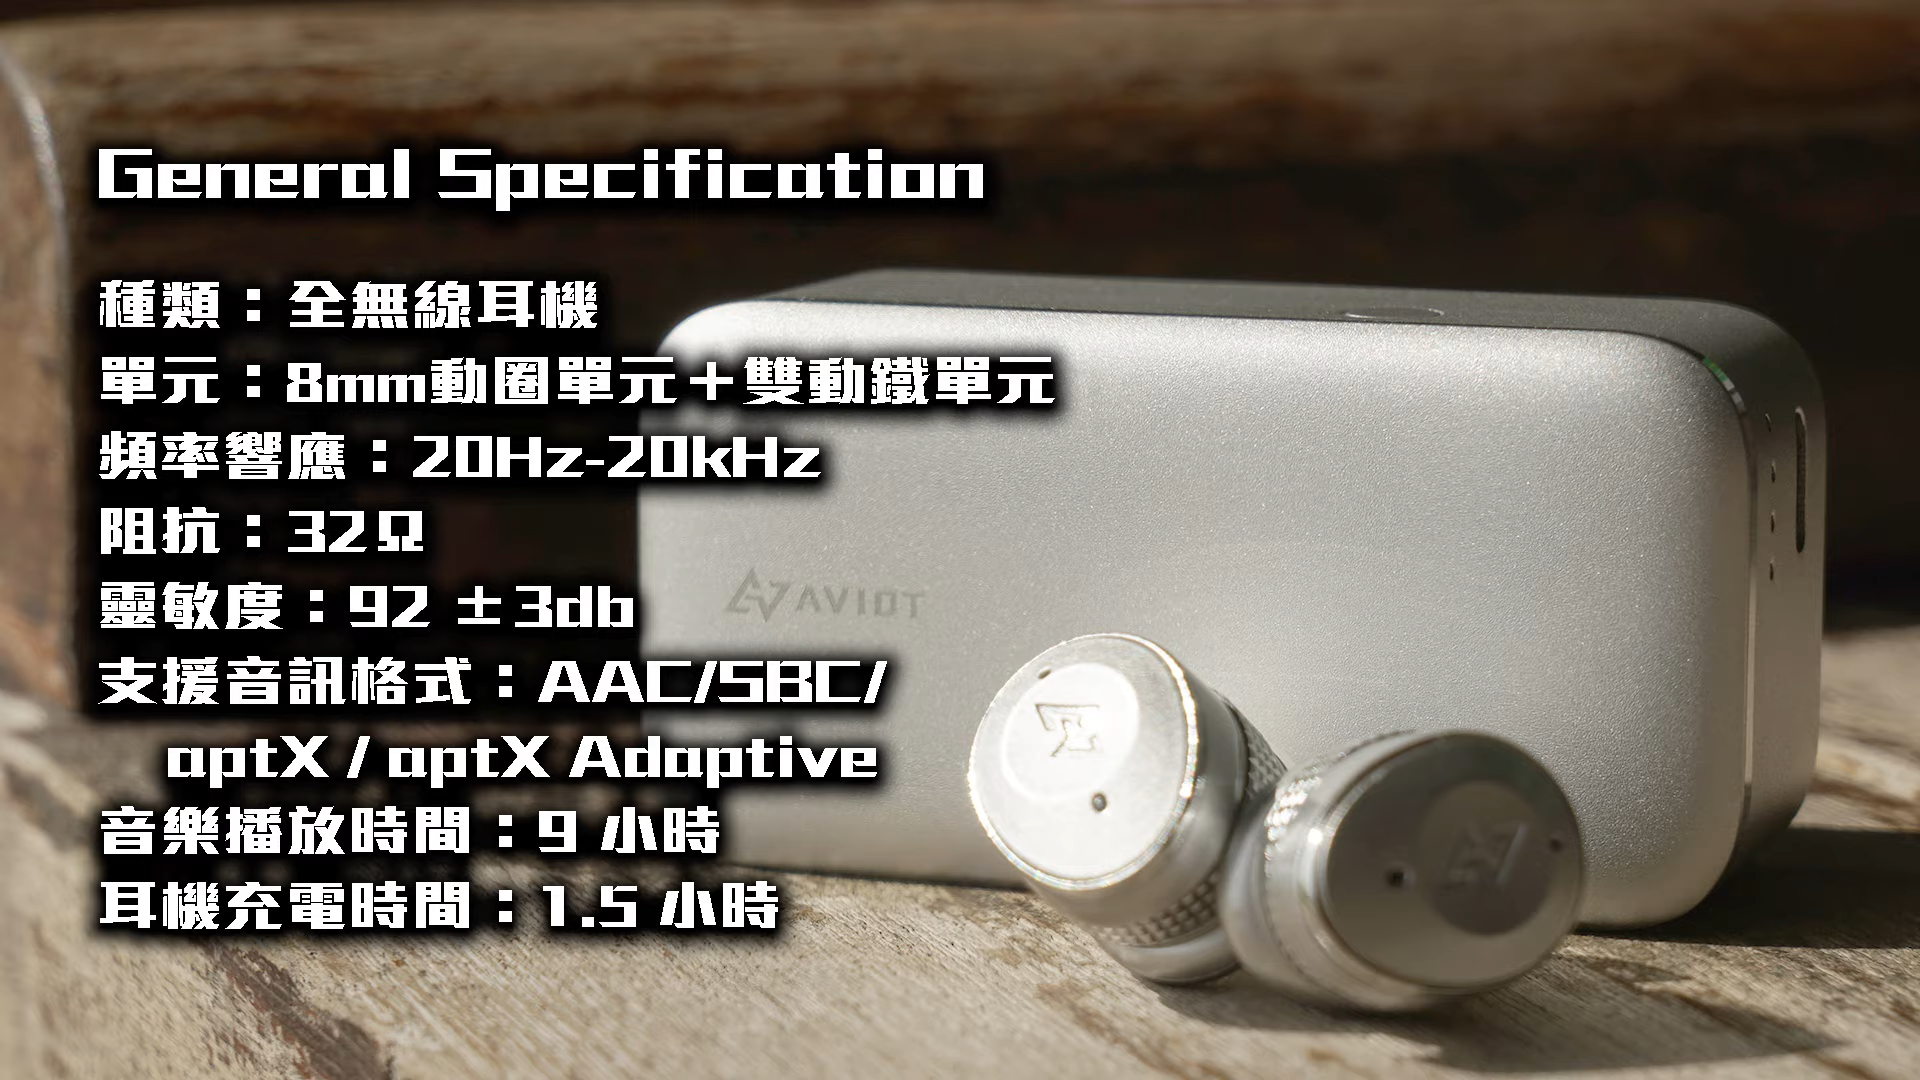 General Specification
種類：全無線耳機
單元：8mm動圈單元＋雙動鐵單元
頻率響應：20Hz-20kHz
阻抗：32Ω
靈敏度：92 ±3db
支援音訊格式：AAC/SBC/
aptX / aptX Adaptive
音樂播放時間：9 小時
耳機充電時間：1.5 小時
AVIOT